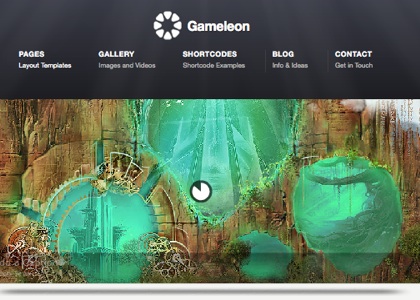 Gameleon
PAGES GALLERY SHORTCODES BLOG CONTACT
Layout Templates Images and Videos Shortcode Examples Info & Ideas Get in Touch